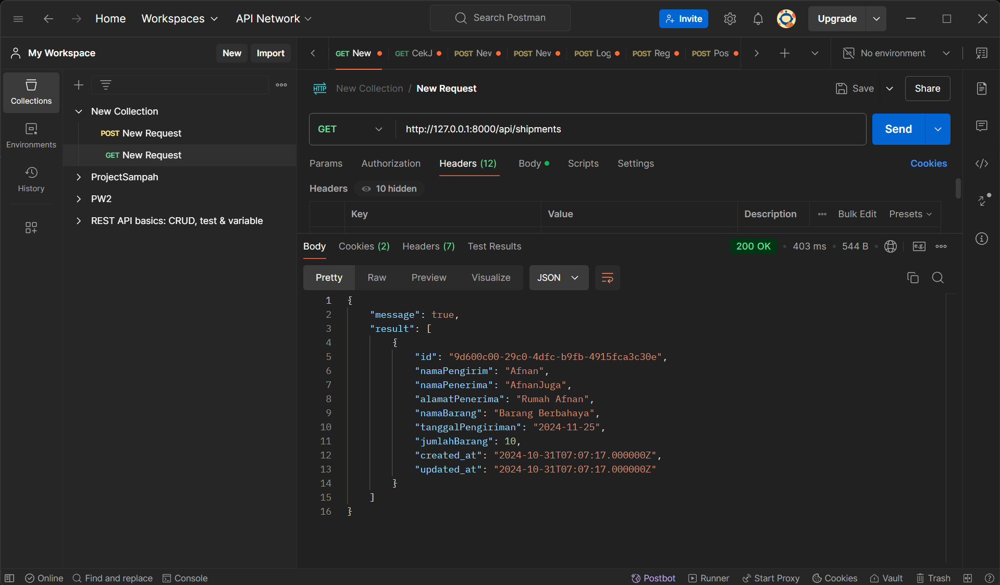 Home Workspaces API Network Search Postman Invite Upgrade
My Workspace New Import
GET New GET CekJ POST Nev POST Nev POST Log POST Reg POST Pos No environment
Collections
Environments
History
New Collection
POST New Request
GET New Request
ProjectSampah
PW2
REST API basics: CRUD, test & variable
HTTP New Collection / New Request Save Share
GET http://127.0.0.1:8000/api/shipments Send
Params Authorization Headers (12) Body Scripts Settings Cookies
Headers 10 hidden
Key Value Description Bulk Edit Presets
Body Cookies (2) Headers (7) Test Results 200 OK • 403 ms • 544 B • e.g.
Pretty Raw Preview Visualize JSON
1 {
2 "message": true,
3 "result": [
4 {
5 "id": "9d600c00-29c0-4dfc-b9fb-4915fca3c30e",
6 "namaPengirim": "Afnan",
7 "namaPenerima": "AfnanJuga",
8 "alamatPenerima": "Rumah Afnan",
9 "namaBarang": "Barang Berbahaya",
10 "tanggalPengiriman": "2024-11-25",
11 "jumlahBarang": 10,
12 "created_at": "2024-10-31T07:07:17.000000Z",
13 "updated_at": "2024-10-31T07:07:17.000000Z"
14 }
15 ]
16 }
Online Find and replace Console Postbot Runner Start Proxy Cookies Vault Trash